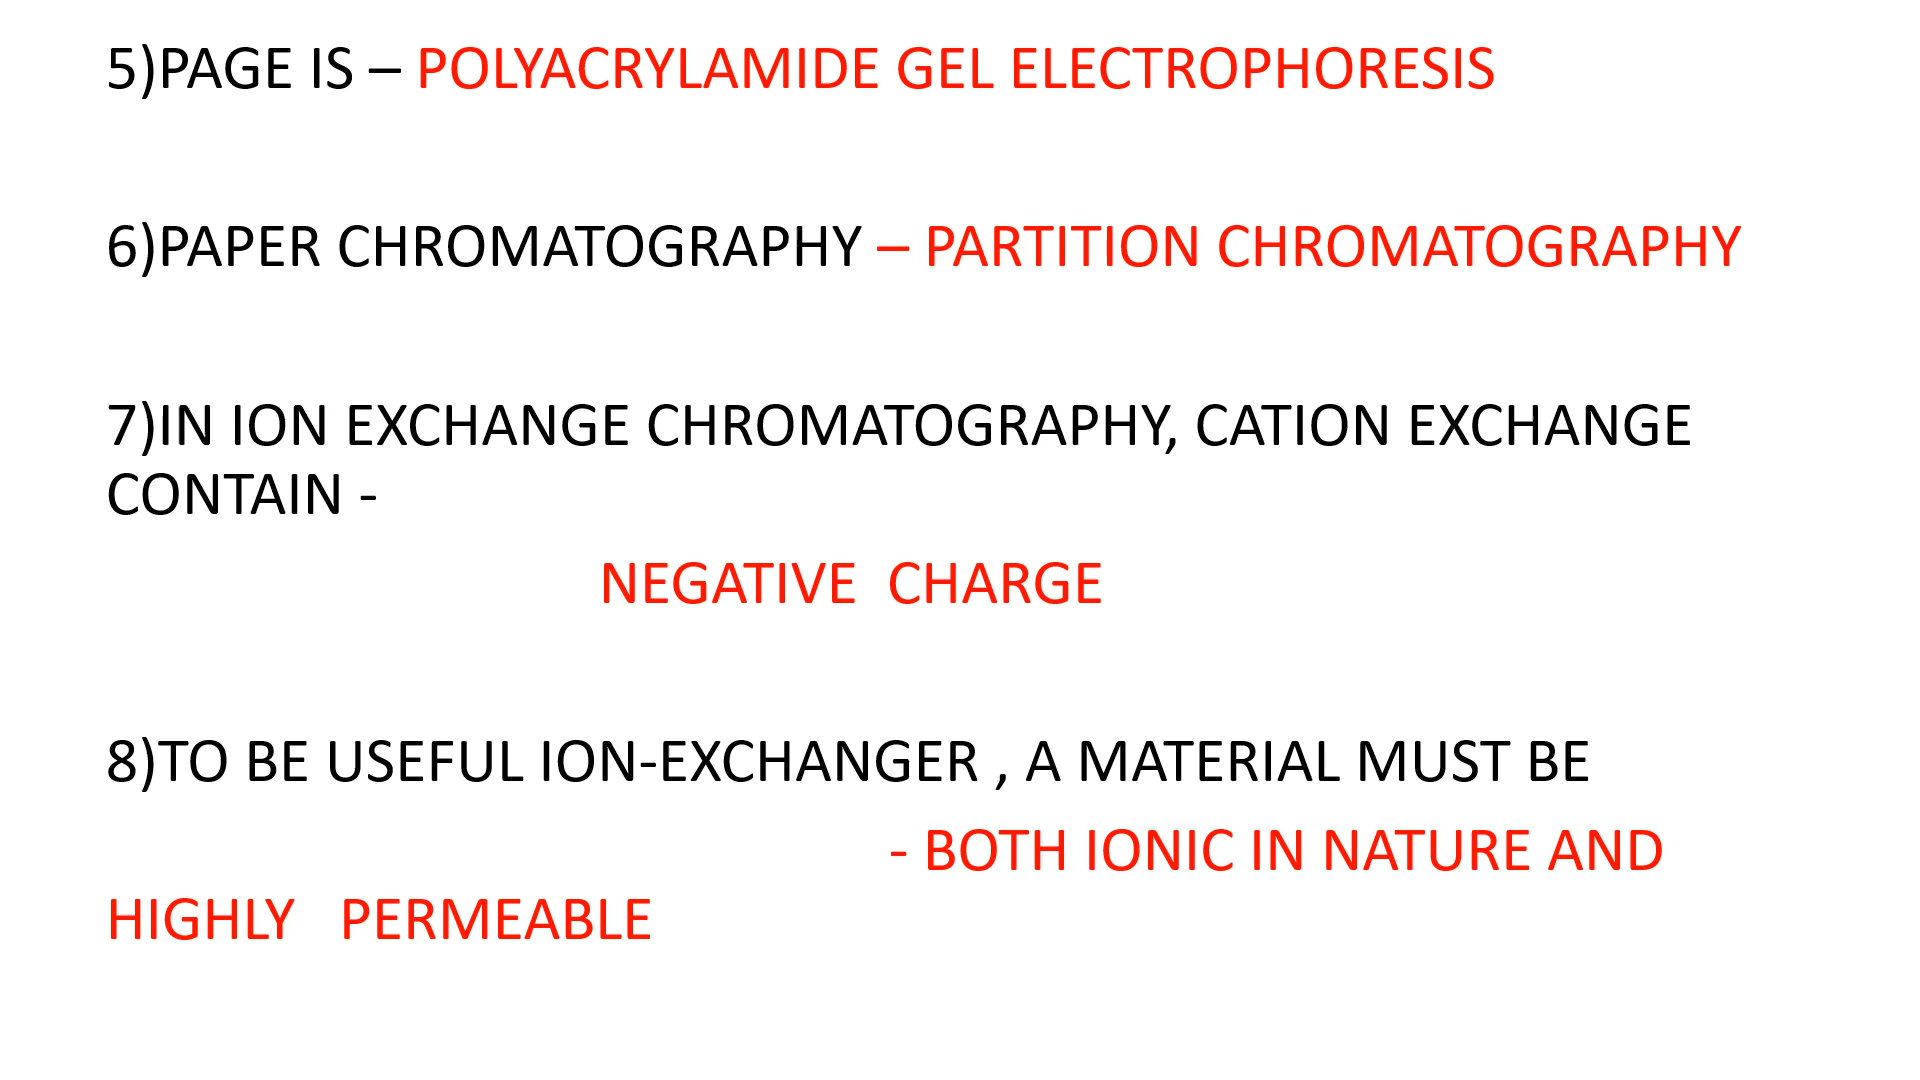 5)PAGE IS – POLYACRYLAMIDE GEL ELECTROPHORESIS
6)PAPER CHROMATOGRAPHY – PARTITION CHROMATOGRAPHY
7)IN ION EXCHANGE CHROMATOGRAPHY, CATION EXCHANGE
CONTAIN -
NEGATIVE  CHARGE
8)TO BE USEFUL ION-EXCHANGER , A MATERIAL MUST BE
- BOTH IONIC IN NATURE AND
HIGHLY   PERMEABLE